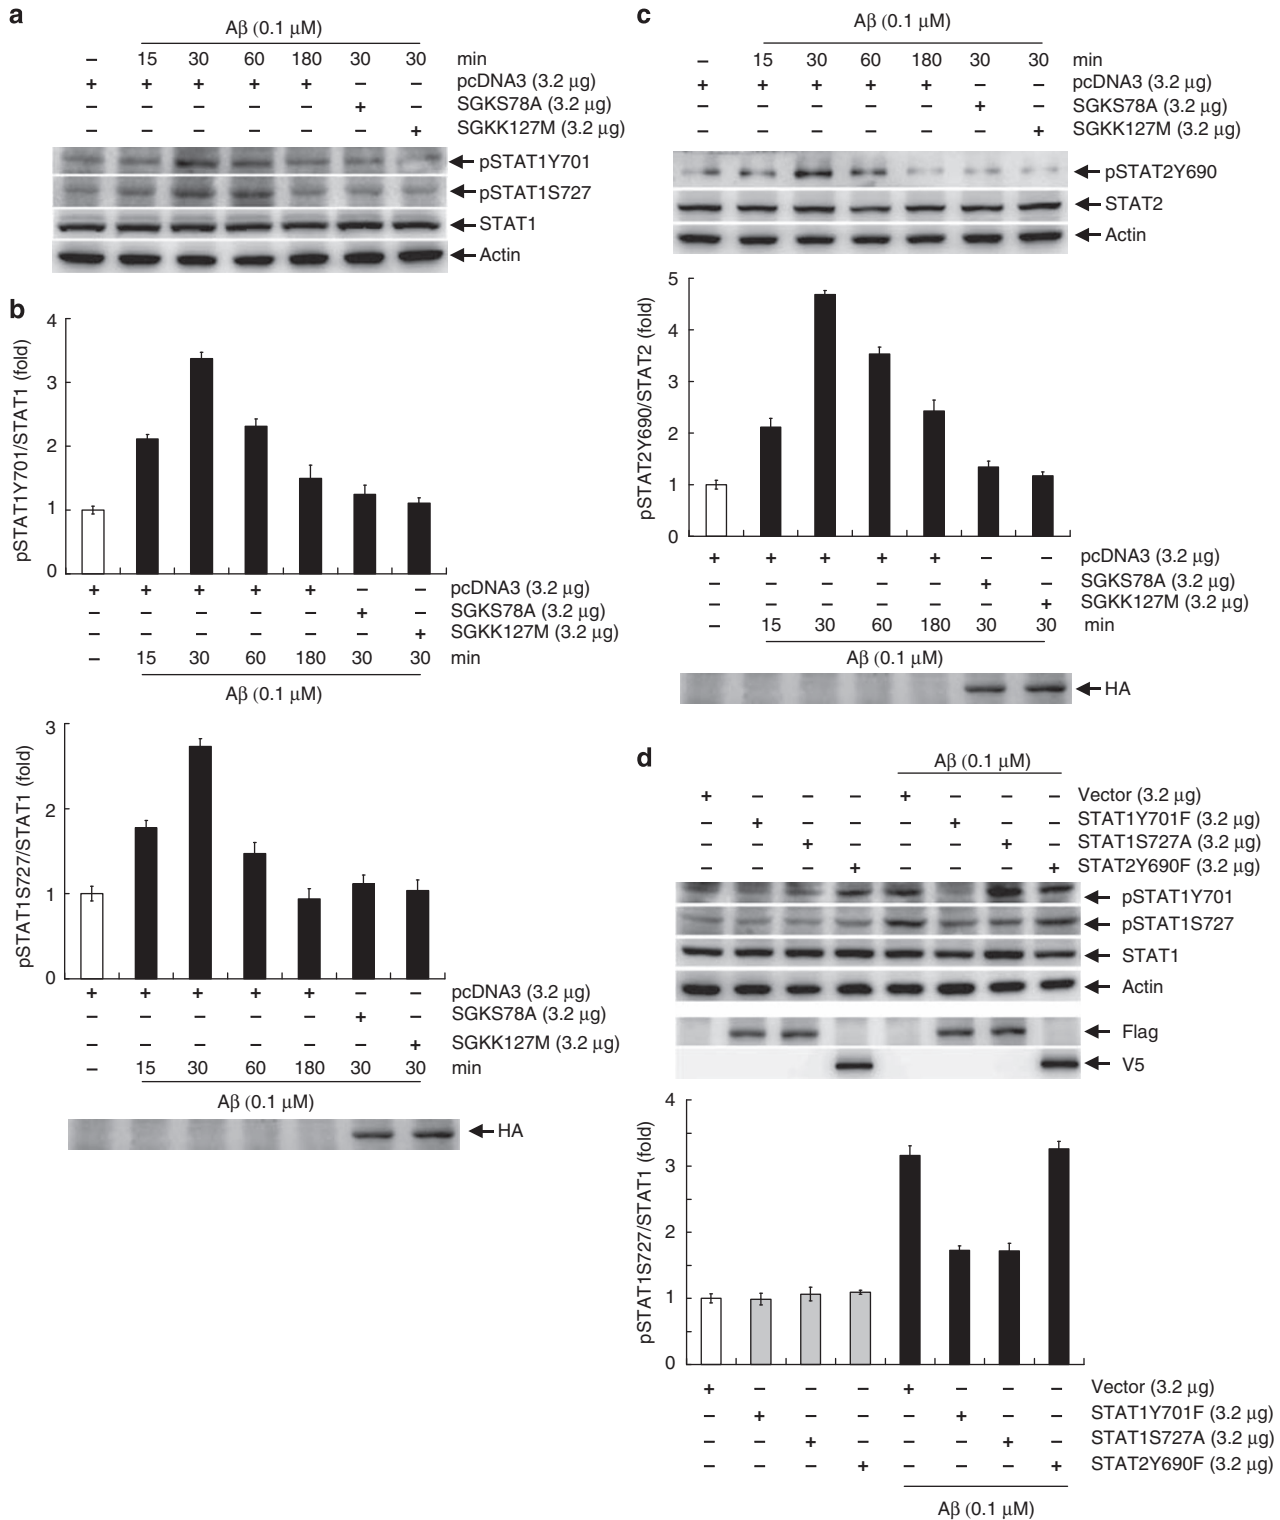 a
Aβ (0.1 μM)
– 15 30 60 180 30 30 min
+ + + + + – – pcDNA3 (3.2 μg)
– – – – – + – SGKS78A (3.2 μg)
– – – – – – + SGKK127M (3.2 μg)
pSTAT1Y701
pSTAT1S727
STAT1
Actin
b
pSTAT1Y701/STAT1 (fold)
4
3
2
1
0
+ + + + + – – pcDNA3 (3.2 μg)
– – – – – + – SGKS78A (3.2 μg)
– – – – – – + SGKK127M (3.2 μg)
– 15 30 60 180 30 30 min
Aβ (0.1 μM)
pSTAT1S727/STAT1 (fold)
3
2
1
0
+ + + + + – – pcDNA3 (3.2 μg)
– – – – – + – SGKS78A (3.2 μg)
– – – – – – + SGKK127M (3.2 μg)
– 15 30 60 180 30 30 min
Aβ (0.1 μM)
HA
c
Aβ (0.1 μM)
– 15 30 60 180 30 30 min
+ + + + + – – pcDNA3 (3.2 μg)
– – – – – + – SGKS78A (3.2 μg)
– – – – – – + SGKK127M (3.2 μg)
pSTAT2Y690
STAT2
Actin
pSTAT2Y690/STAT2 (fold)
5
4
3
2
1
0
+ + + + + – – pcDNA3 (3.2 μg)
– – – – – + – SGKS78A (3.2 μg)
– – – – – – + SGKK127M (3.2 μg)
– 15 30 60 180 30 30 min
Aβ (0.1 μM)
HA
d
Aβ (0.1 μM)
+ – – – + – – – Vector (3.2 μg)
– + – – – + – – STAT1Y701F (3.2 μg)
– – + – – – + – STAT1S727A (3.2 μg)
– – – + – – – + STAT2Y690F (3.2 μg)
pSTAT1Y701
pSTAT1S727
STAT1
Actin
Flag
V5
pSTAT1S727/STAT1 (fold)
4
3
2
1
0
+ – – – + – – – Vector (3.2 μg)
– + – – – + – – STAT1Y701F (3.2 μg)
– – + – – – + – STAT1S727A (3.2 μg)
– – – + – – – + STAT2Y690F (3.2 μg)
Aβ (0.1 μM)